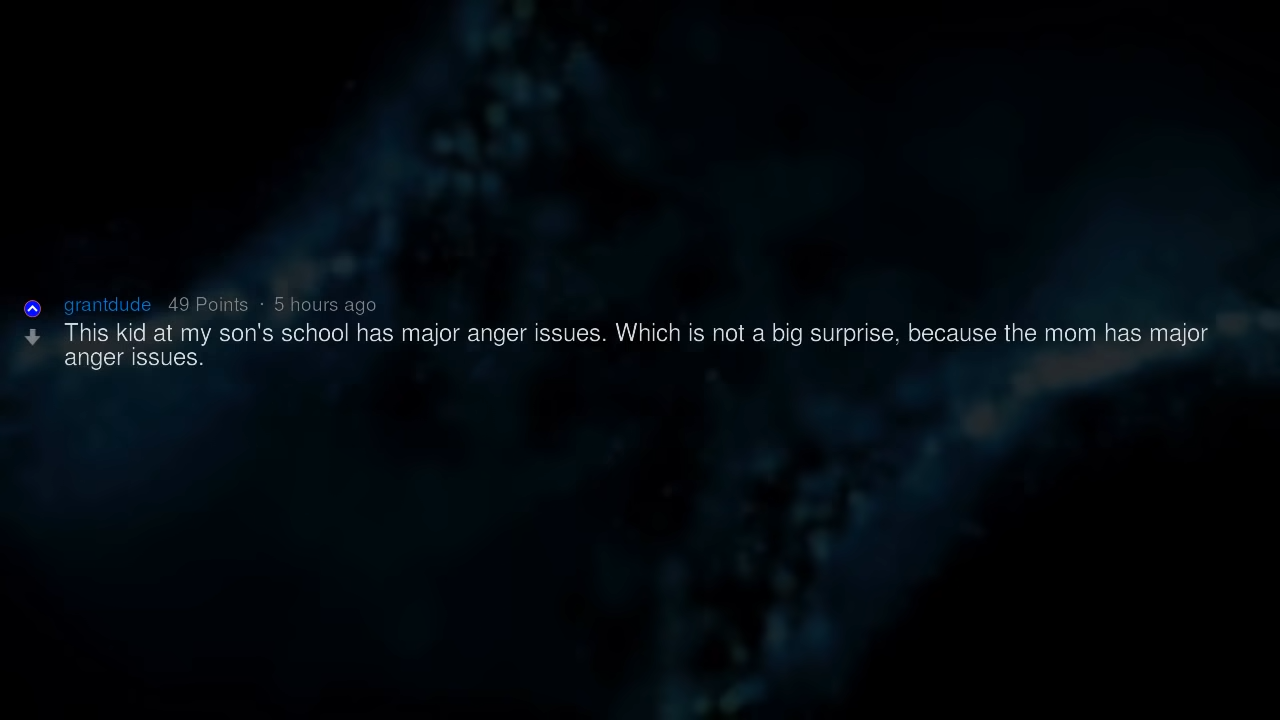 grantdude 49 Points · 5 hours ago
This kid at my son's school has major anger issues. Which is not a big surprise, because the mom has major
anger issues.